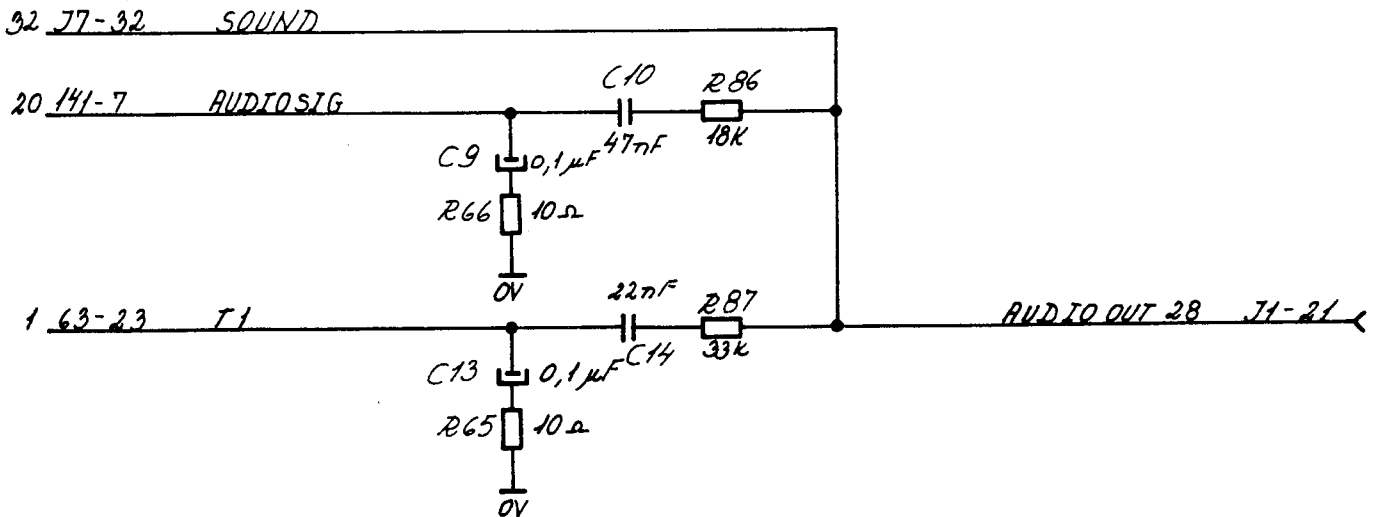 32 J7-32 SOUND
C10
R86
20 141-7 AUDIOSIG
47nF
18K
C9 0,1µF
R66 10Ω
0V
22nF
R87
1 63-23 T1
AUDIO OUT 28 J1-21
C14
33K
C13 0,1µF
R65 10Ω
0V